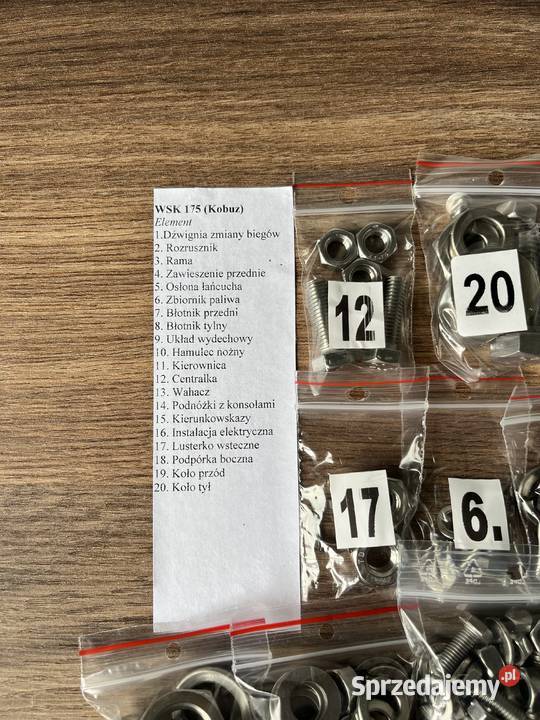 WSK 175 (Kobuz)
Element
1.Dźwignia zmiany biegów
2. Rozrusznik
3. Rama
4. Zawieszenie przednie
5. Osłona łańcucha
6. Zbiornik paliwa
7. Błotnik przedni
8. Błotnik tylny
9. Układ wydechowy
10. Hamulec nożny
11. Kierownica
12. Centralka
13. Wahacz
14. Podnóżki z konsolami
15. Kierunkowskazy
16. Instalacja elektryczna
17. Lusterko wsteczne
18. Podpórka boczna
19. Koło przód
20. Koło tył
12
20
17
6.
Sprzedajemy.pl